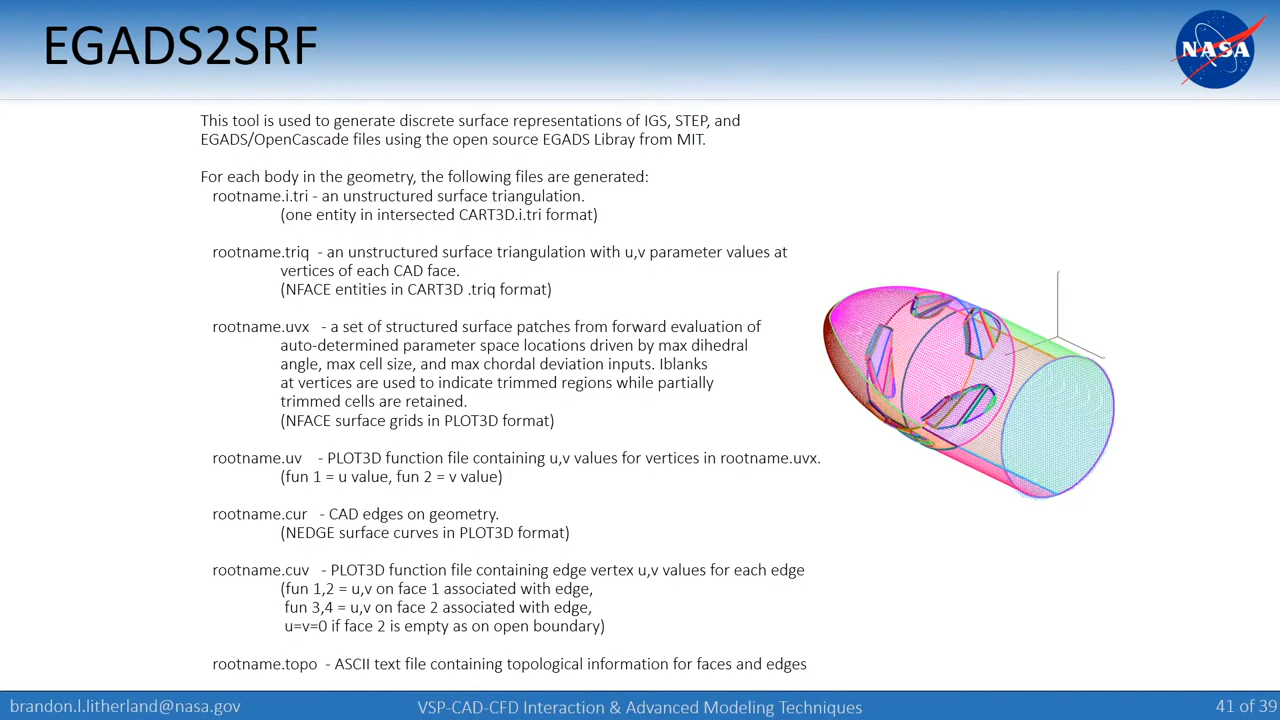 EGADS2SRF
NASA
This tool is used to generate discrete surface representations of IGS, STEP, and
EGADS/OpenCascade files using the open source EGADS Libray from MIT.
For each body in the geometry, the following files are generated:
rootname.i.tri - an unstructured surface triangulation.
(one entity in intersected CART3D.i.tri format)
rootname.triq - an unstructured surface triangulation with u,v parameter values at
vertices of each CAD face.
(NFACE entities in CART3D .triq format)
rootname.uvx - a set of structured surface patches from forward evaluation of
auto-determined parameter space locations driven by max dihedral
angle, max cell size, and max chordal deviation inputs. Iblanks
at vertices are used to indicate trimmed regions while partially
trimmed cells are retained.
(NFACE surface grids in PLOT3D format)
rootname.uv - PLOT3D function file containing u,v values for vertices in rootname.uvx.
(fun 1 = u value, fun 2 = v value)
rootname.cur - CAD edges on geometry.
(NEDGE surface curves in PLOT3D format)
rootname.cuv - PLOT3D function file containing edge vertex u,v values for each edge
(fun 1,2 = u,v on face 1 associated with edge,
fun 3,4 = u,v on face 2 associated with edge,
u=v=0 if face 2 is empty as on open boundary)
rootname.topo - ASCII text file containing topological information for faces and edges
brandon.l.litherland@nasa.gov
VSP-CAD-CFD Interaction & Advanced Modeling Techniques
41 of 39